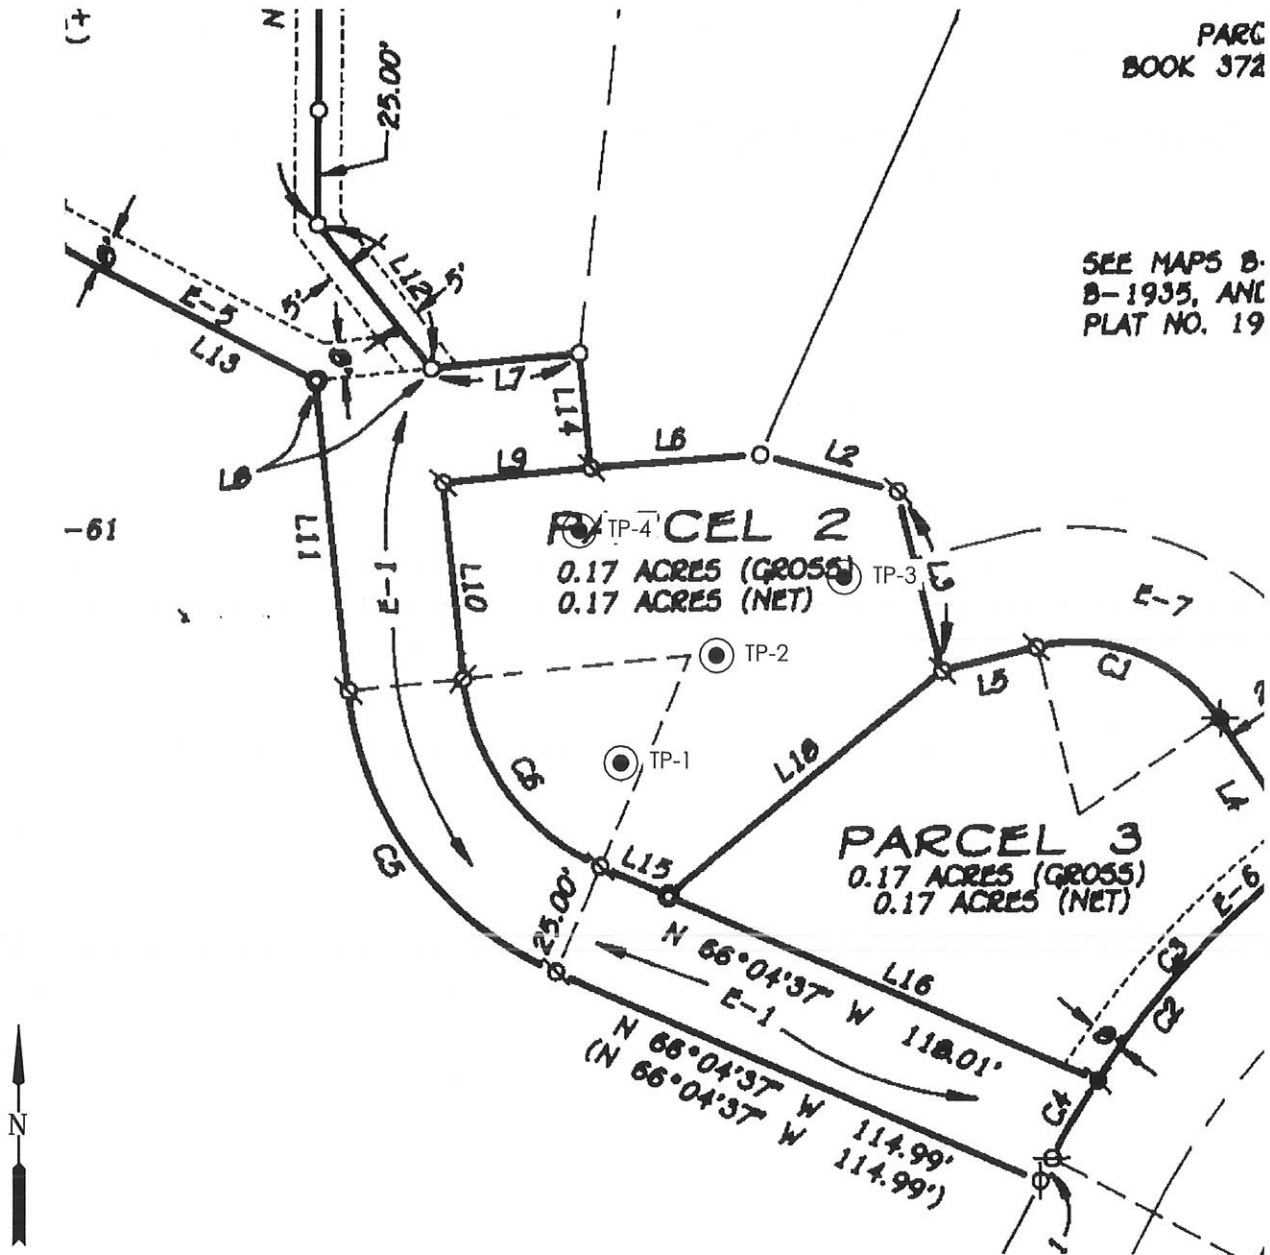 (+
N
25.00'
PARC
BOOK 372
SEE MAPS B-
B-1935, AND
PLAT NO. 19
L12
5'
5'
E-5
L13
L7
L14
L8
L9
L6
L2
-61
L11
E-1
L10
PARCEL 2
0.17 ACRES (GROSS)
0.17 ACRES (NET)
TP-4
TP-3
L3
E-7
TP-2
L5
C1
TP-1
C6
L18
L4
C5
L15
25.00'
PARCEL 3
0.17 ACRES (GROSS)
0.17 ACRES (NET)
E-6
N 66°04'37" W 118.01'
L16
C3
C2
E-1
N 66°04'37" W 114.99'
(N 66°04'37" W 114.99')
C4
N